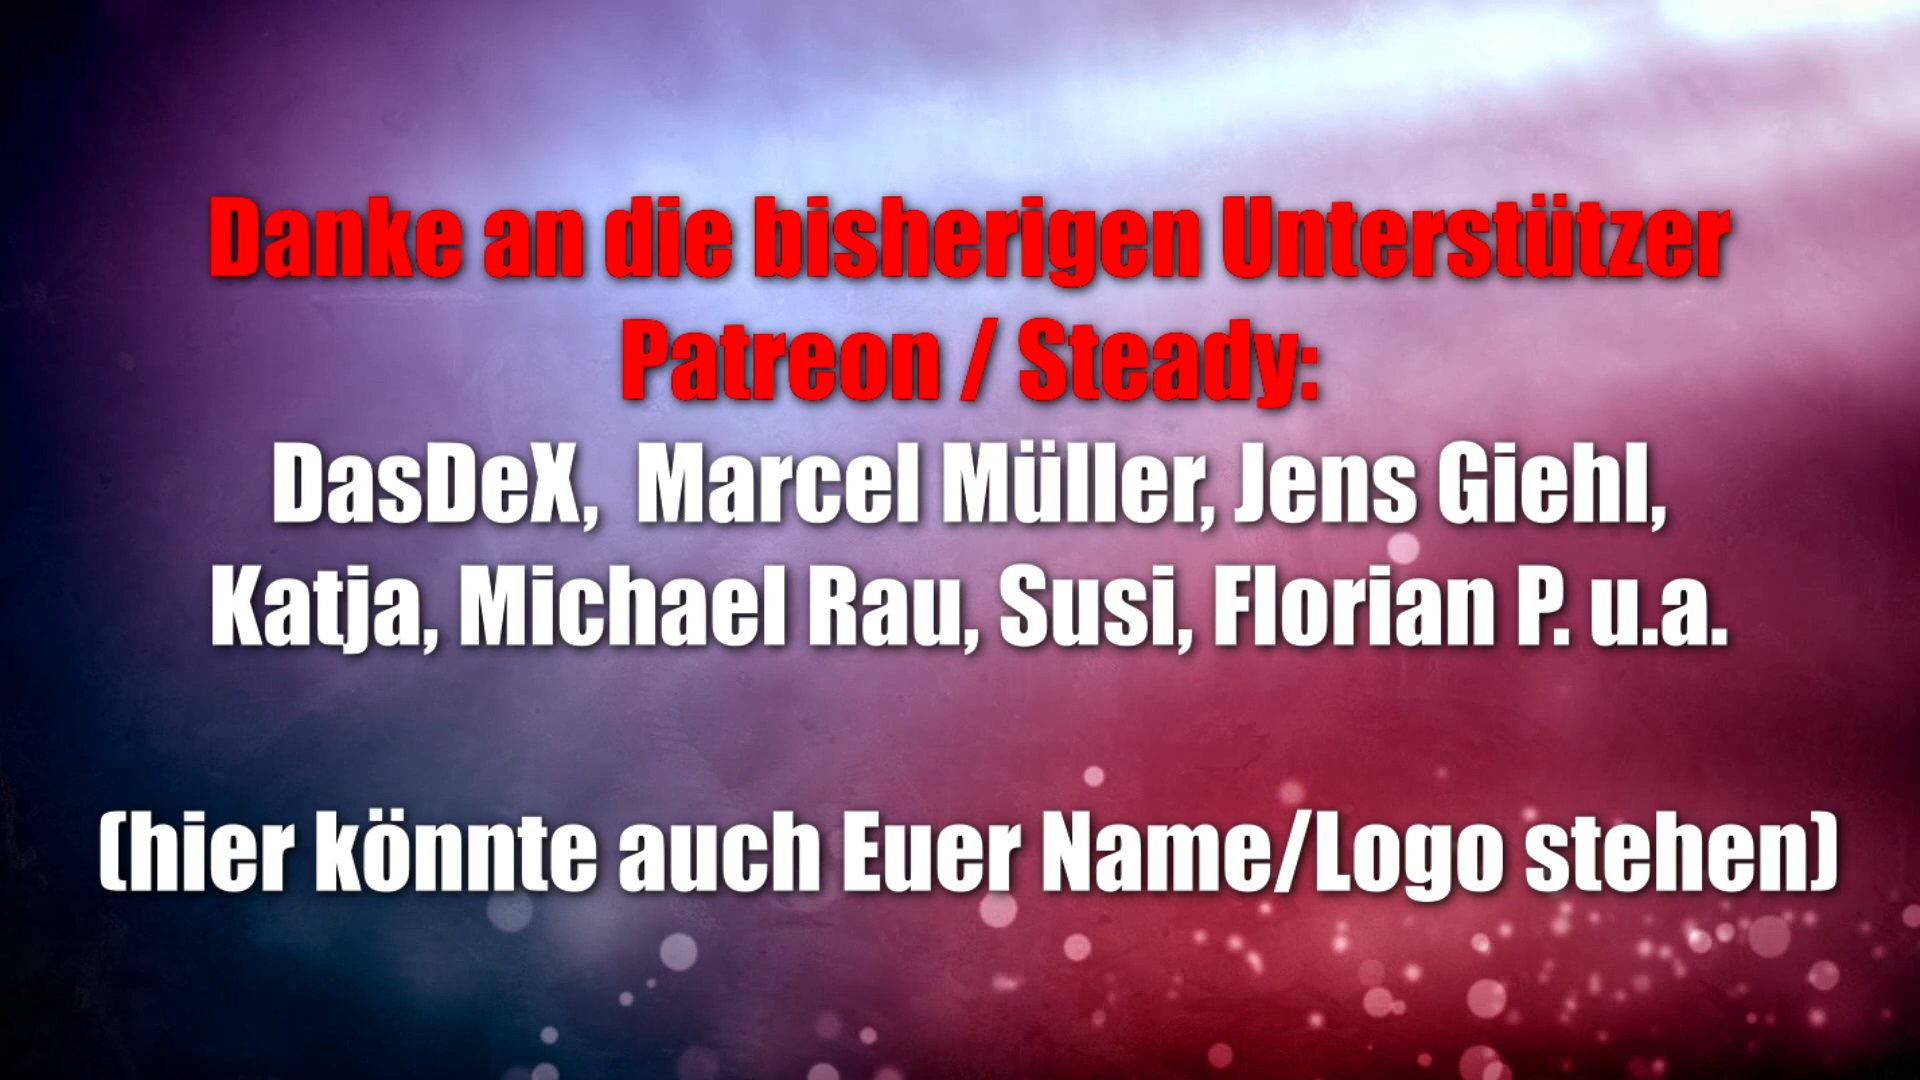 Danke an die bisherigen Unterstützer
Patreon / Steady:
DasDeX,  Marcel Müller, Jens Giehl,
Katja, Michael Rau, Susi, Florian P. u.a.
(hier könnte auch Euer Name/Logo stehen)